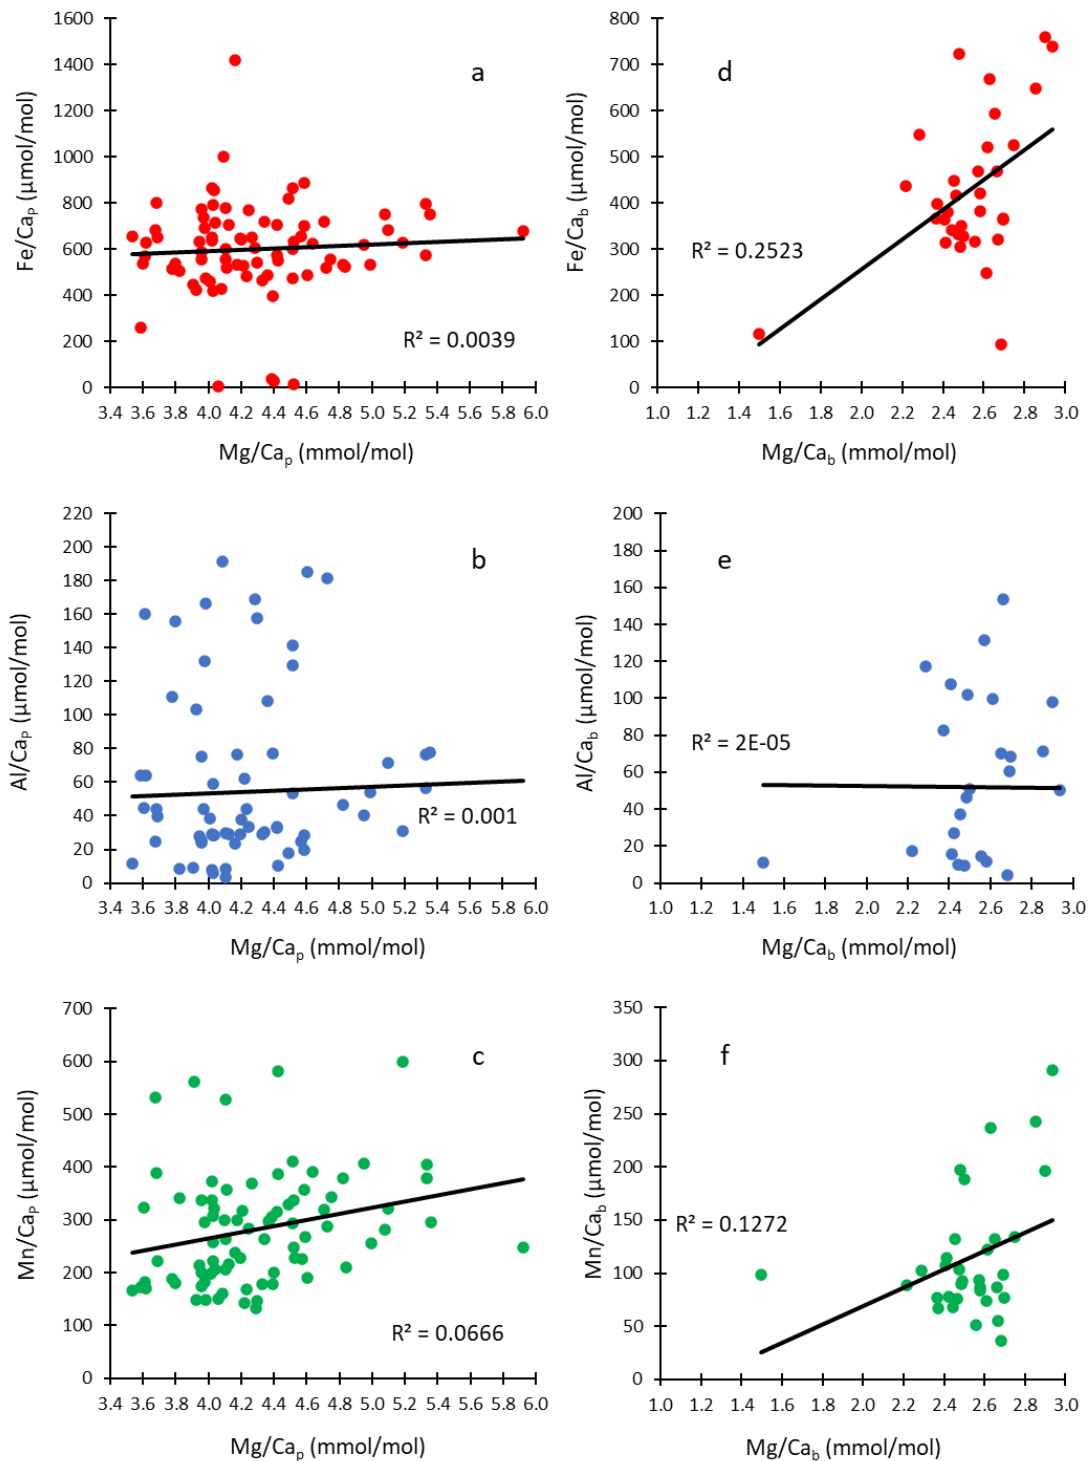 a
Fe/Caₚ (μmol/mol)
1600
1400
1200
1000
800
600
400
200
0
R² = 0.0039
3.4 3.6 3.8 4.0 4.2 4.4 4.6 4.8 5.0 5.2 5.4 5.6 5.8 6.0
Mg/Caₚ (mmol/mol)
d
Fe/Ca_b (μmol/mol)
800
700
600
500
400
300
200
100
0
R² = 0.2523
1.0 1.2 1.4 1.6 1.8 2.0 2.2 2.4 2.6 2.8 3.0
Mg/Ca_b (mmol/mol)
b
Al/Caₚ (μmol/mol)
220
200
180
160
140
120
100
80
60
40
20
0
R² = 0.001
3.4 3.6 3.8 4.0 4.2 4.4 4.6 4.8 5.0 5.2 5.4 5.6 5.8 6.0
Mg/Caₚ (mmol/mol)
e
Al/Ca_b (μmol/mol)
200
180
160
140
120
100
80
60
40
20
0
R² = 2E-05
1.0 1.2 1.4 1.6 1.8 2.0 2.2 2.4 2.6 2.8 3.0
Mg/Ca_b (mmol/mol)
c
Mn/Caₚ (μmol/mol)
700
600
500
400
300
200
100
0
R² = 0.0666
3.4 3.6 3.8 4.0 4.2 4.4 4.6 4.8 5.0 5.2 5.4 5.6 5.8 6.0
Mg/Caₚ (mmol/mol)
f
Mn/Ca_b (μmol/mol)
350
300
250
200
150
100
50
0
R² = 0.1272
1.0 1.2 1.4 1.6 1.8 2.0 2.2 2.4 2.6 2.8 3.0
Mg/Ca_b (mmol/mol)